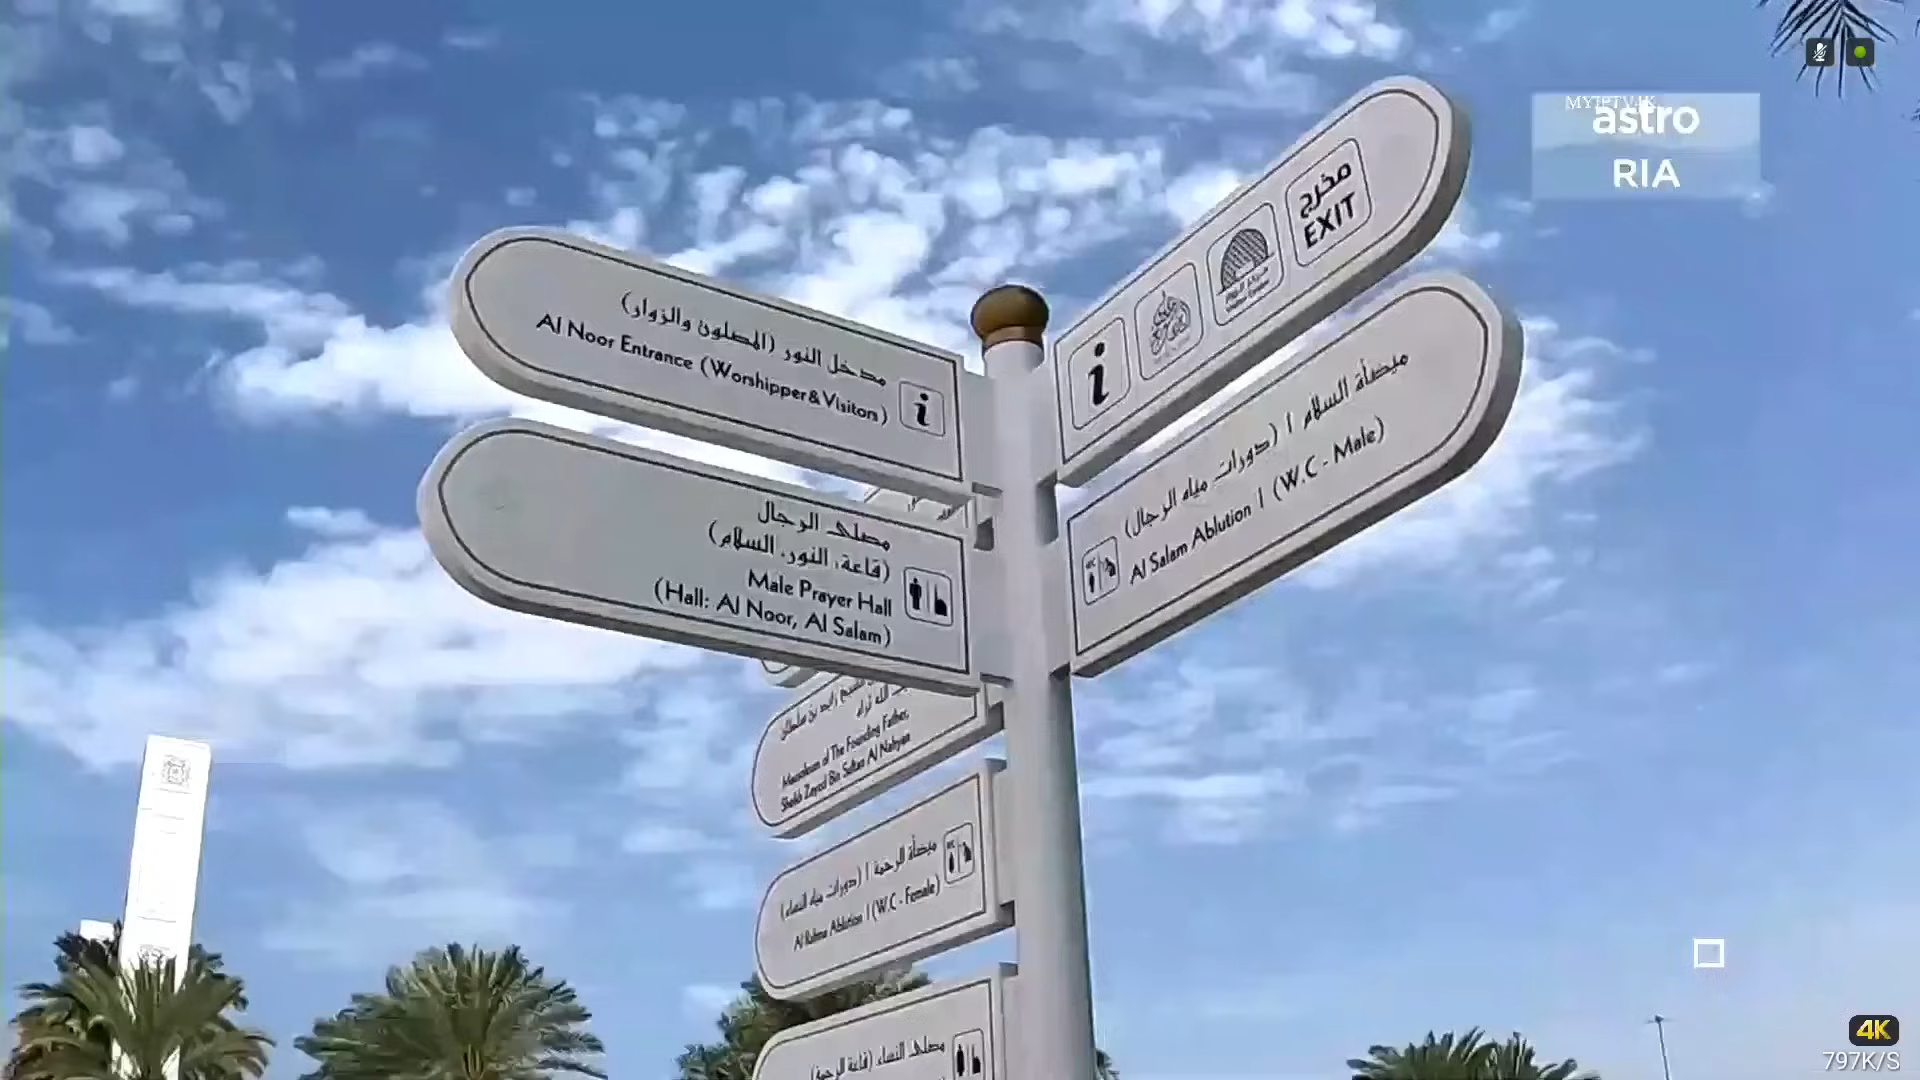 MYIPTV4K
astro
RIA
مدخل النور (المصلون والزوار)
Al Noor Entrance (Worshipper & Visitors)
i
مصلى الرجال
(قاعة: النور، السلام)
Male Prayer Hall
(Hall: Al Noor, Al Salam)
i
مخرج
EXIT
ميضأة السلام | (دورات مياه الرجال)
Al Salam Ablution | (W.C - Male)
Mausoleum of The Founding Father,
Sheikh Zayed Bin Sultan Al Nahyan
ميضأة الرحمة | (دورات مياه النساء)
Al Rahma Ablution | (W.C - Female)
مصلى النساء (قاعة الرحمة)
4K
797K/S